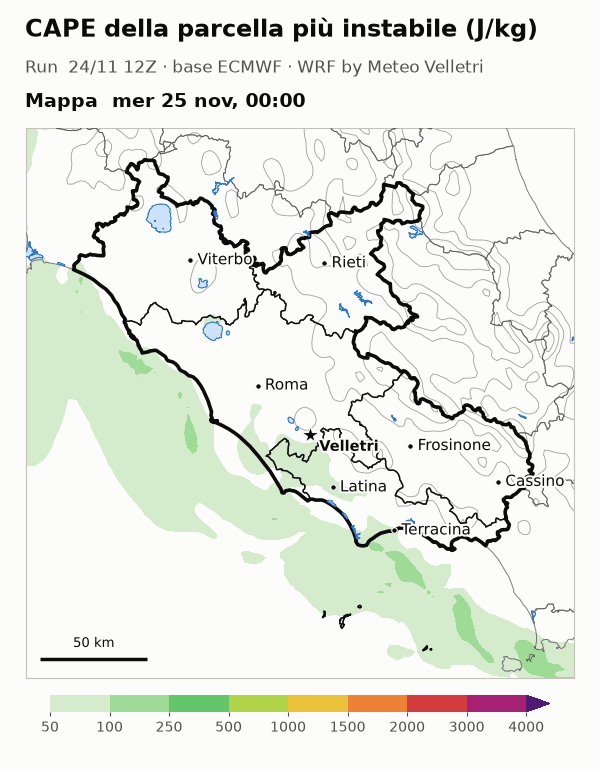 CAPE della parcella più instabile (J/kg)
Run  24/11 12Z · base ECMWF · WRF by Meteo Velletri
Mappa  mer 25 nov, 00:00
Viterbo
Rieti
Roma
Velletri
Frosinone
Latina
Cassino
Terracina
50 km
50 100 250 500 1000 1500 2000 3000 4000